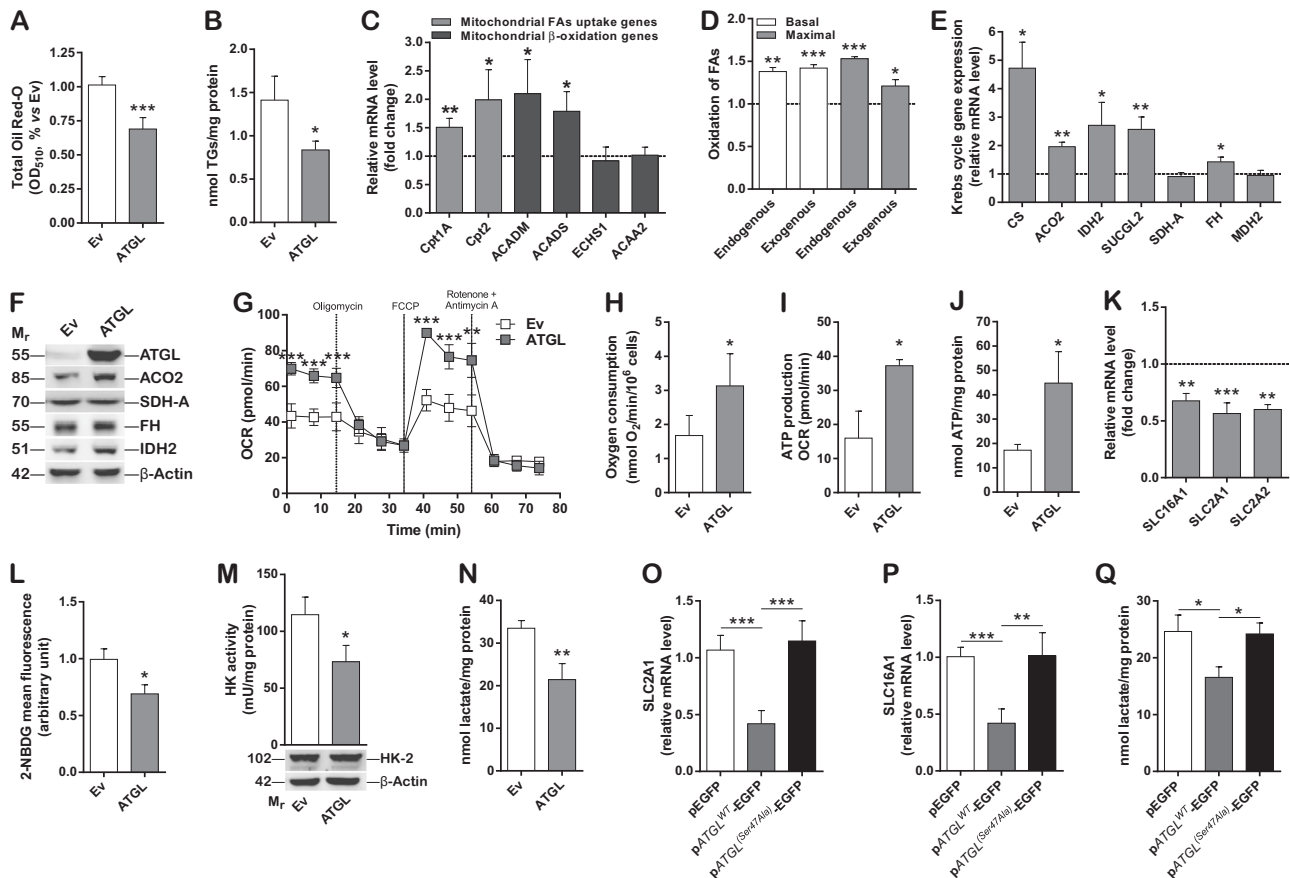 A
Total Oil Red-O
(OD510, % vs Ev)
1.25
1.00
0.75
0.50
0.25
0.00
***
Ev
ATGL
B
nmol TGs/mg protein
2.0
1.5
1.0
0.5
0
*
Ev
ATGL
C
Mitochondrial FAs uptake genes
Mitochondrial β-oxidation genes
Relative mRNA level
(fold change)
3.0
2.5
2.0
1.5
1.0
0.5
0.0
**
*
*
*
Cpt1A
Cpt2
ACADM
ACADS
ECHS1
ACAA2
D
Basal
Maximal
Oxidation of FAs
2.0
1.5
1.0
0.5
0.0
**
***
***
*
Endogenous
Exogenous
Endogenous
Exogenous
E
Krebs cycle gene expression
(relative mRNA level)
6
5
4
3
2
1
0
*
**
*
**
*
CS
ACO2
IDH2
SUCGL2
SDH-A
FH
MDH2
F
Mr
Ev
ATGL
55 ATGL
85 ACO2
70 SDH-A
55 FH
51 IDH2
42 β-Actin
G
OCR (pmol/min)
100
80
60
40
20
0
Oligomycin
FCCP
Rotenone +
Antimycin A
Ev
ATGL
***
***
***
***
***
**
0 10 20 30 40 50 60 70 80
Time (min)
H
Oxygen consumption
(nmol O2/min/10^6 cells)
6
5
4
3
2
1
0
*
Ev
ATGL
I
ATP production
OCR (pmol/min)
50
40
30
20
10
0
*
Ev
ATGL
J
nmol ATP/mg protein
70
60
50
40
30
20
10
0
*
Ev
ATGL
K
Relative mRNA level
(fold change)
1.5
1.0
0.5
0.0
**
***
**
SLC16A1
SLC2A1
SLC2A2
L
2-NBDG mean fluorescence
(arbitrary unit)
1.5
1.0
0.5
0.0
*
Ev
ATGL
M
HK activity
(mU/mg protein)
150
100
50
0
*
102 HK-2
42 β-Actin
Mr
Ev
ATGL
N
nmol lactate/mg protein
40
30
20
10
0
**
Ev
ATGL
O
SLC2A1
(relative mRNA level)
1.5
1.0
0.5
0.0
***
***
pEGFP
pATGL^WT-EGFP
pATGL^(Ser47Ala)-EGFP
P
SLC16A1
(relative mRNA level)
1.5
1.0
0.5
0.0
***
**
pEGFP
pATGL^WT-EGFP
pATGL^(Ser47Ala)-EGFP
Q
nmol lactate/mg protein
30
20
10
0
*
*
pEGFP
pATGL^WT-EGFP
pATGL^(Ser47Ala)-EGFP